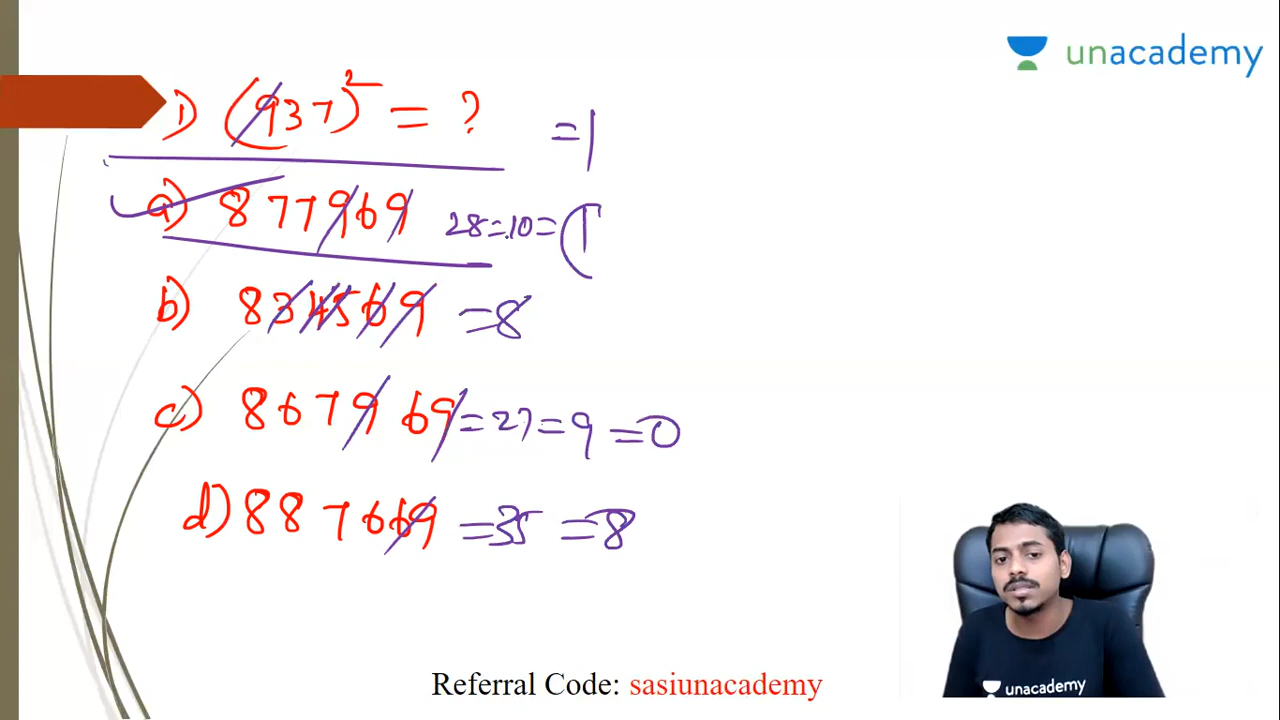 unacademy
1) (937)² = ? = 1
a) 877969 28=10=1
b) 834569 =8
c) 867969 =27=9=0
d) 887669 =35=8
unacademy
Referral Code: sasiunacademy